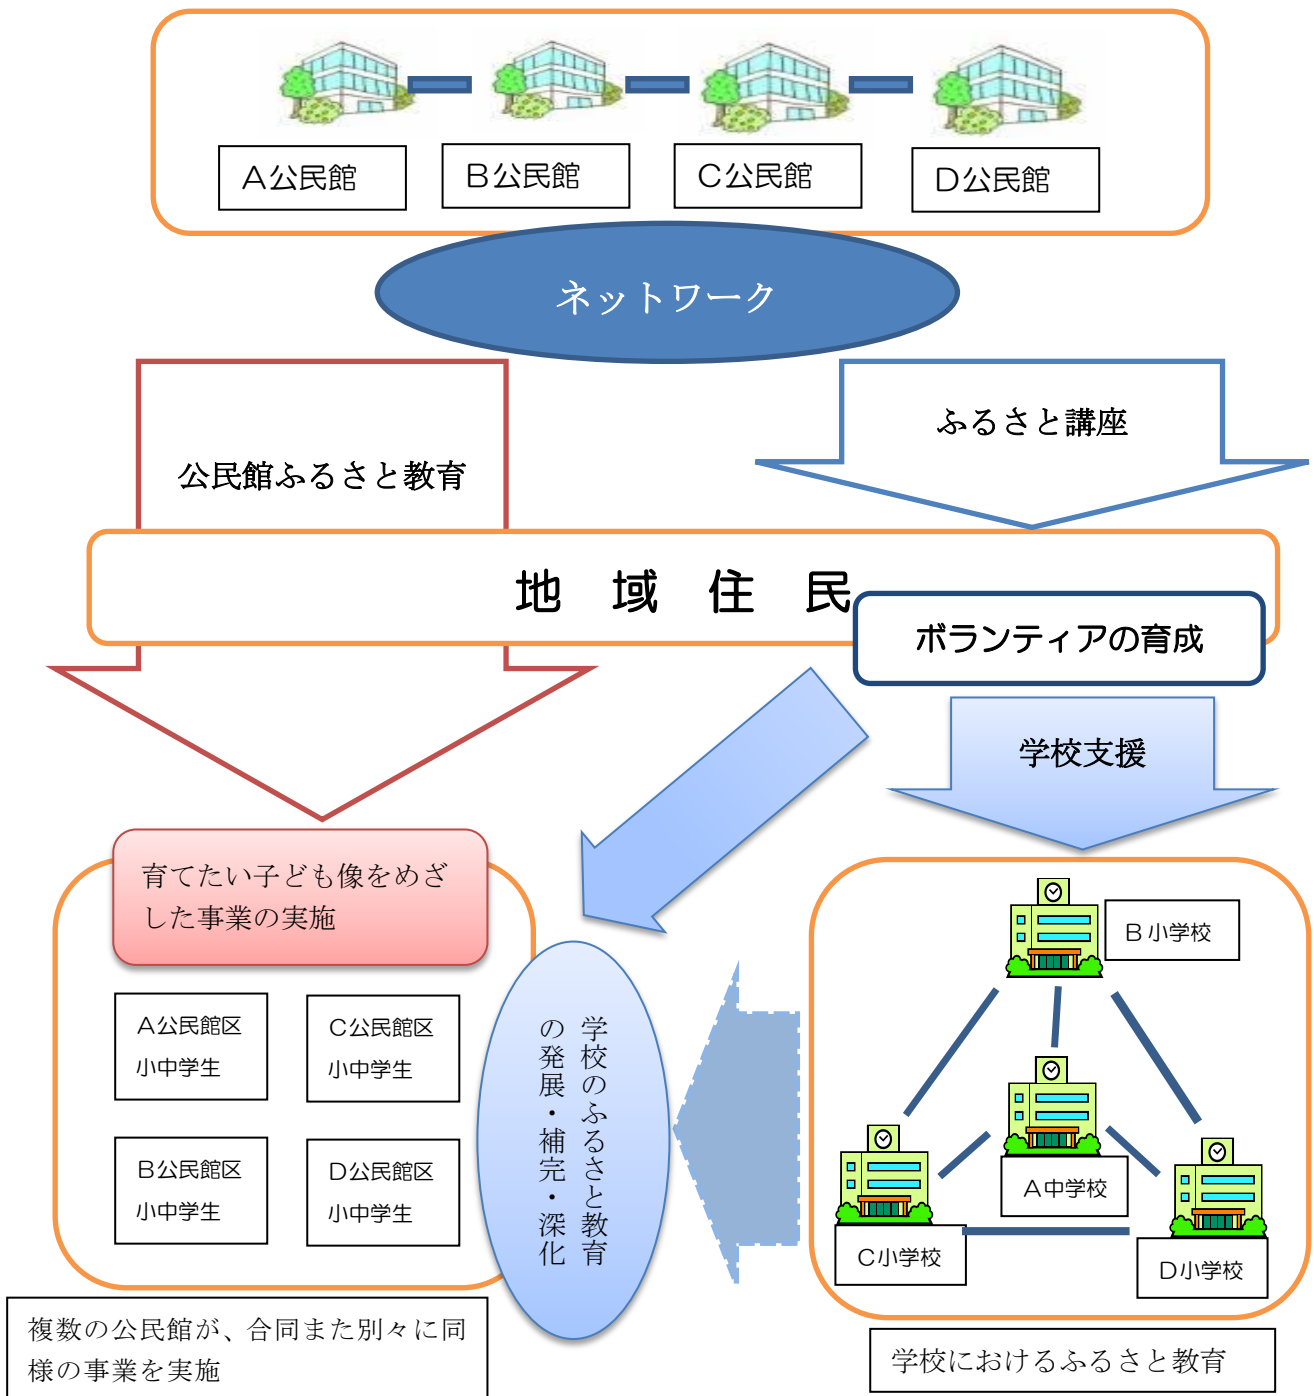 A公民館
B公民館
C公民館
D公民館
ネットワーク
ふるさと講座
公民館ふるさと教育
地 域 住 民
ボランティアの育成
学校支援
育てたい子ども像をめざ
した事業の実施
B小学校
A公民館区
小中学生
C公民館区
小中学生
学校のふるさと教育
の発展・補完・深化
B公民館区
小中学生
D公民館区
小中学生
A中学校
C小学校
D小学校
複数の公民館が、合同また別々に同
様の事業を実施
学校におけるふるさと教育